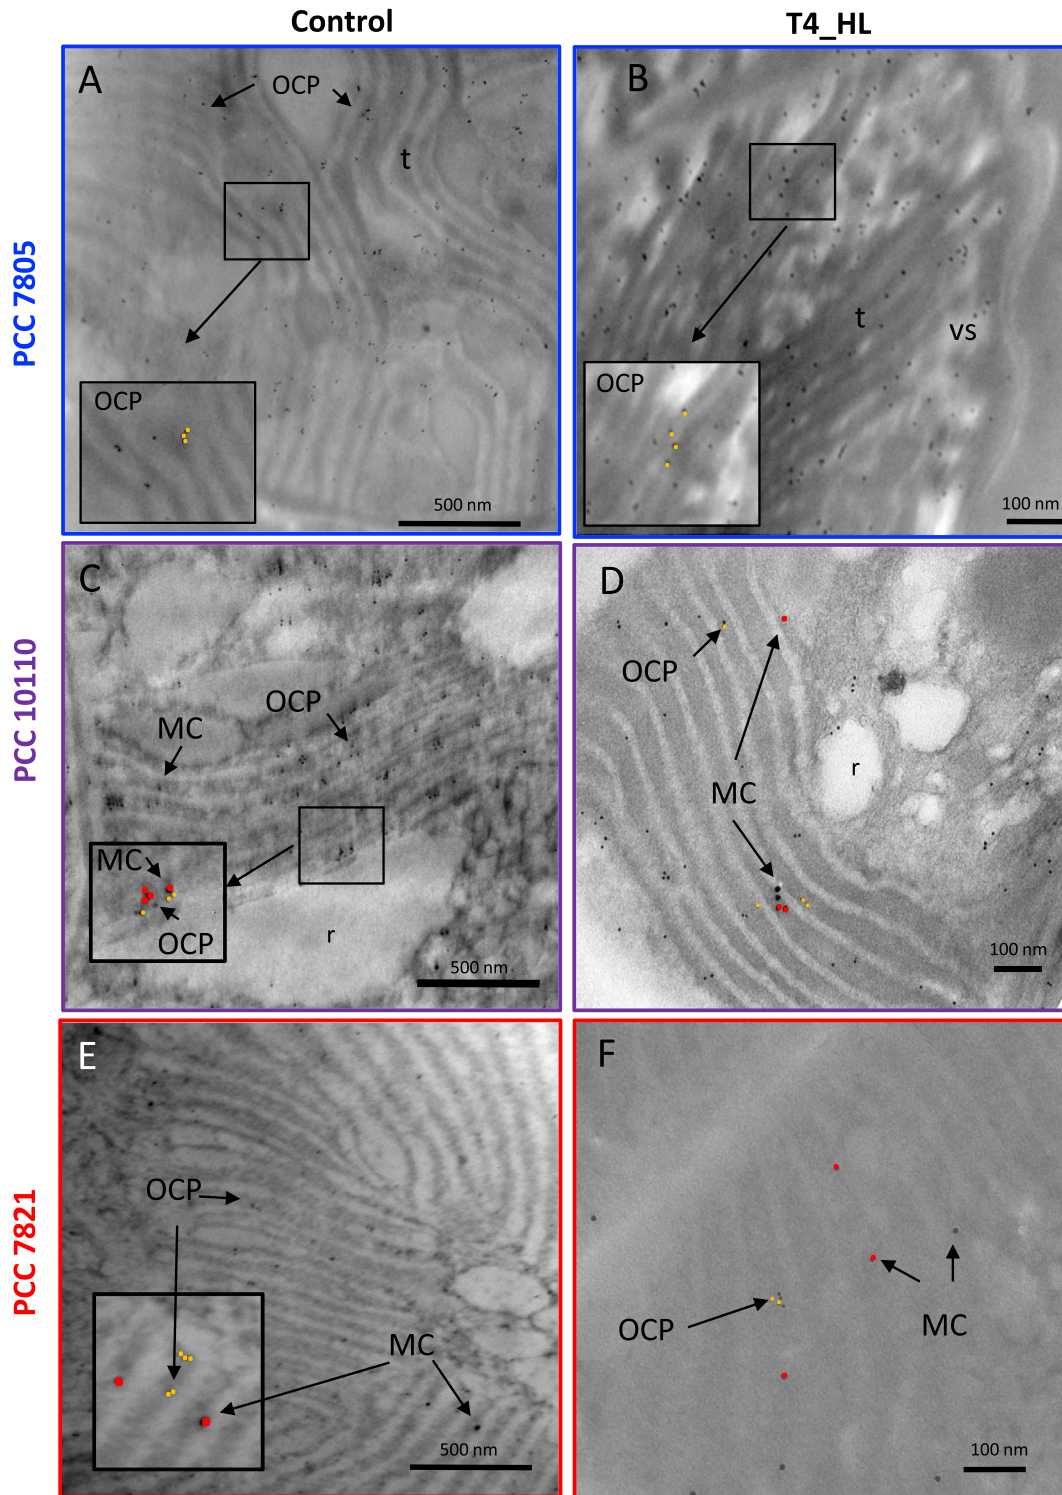 Control
T4_HL
PCC 7805
A
OCP
t
OCP
500 nm
B
t
vs
OCP
100 nm
PCC 10110
C
OCP
MC
MC
OCP
r
500 nm
D
OCP
MC
r
100 nm
PCC 7821
E
OCP
MC
500 nm
F
OCP
MC
100 nm